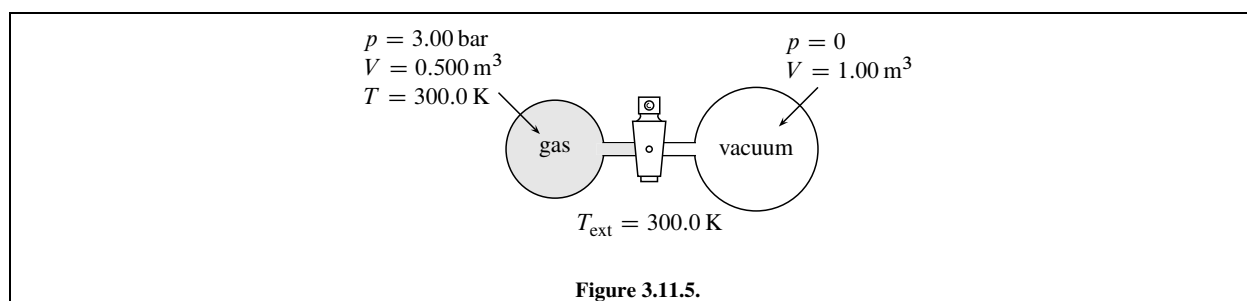 p = 3.00 bar
V = 0.500 m³
T = 300.0 K
p = 0
V = 1.00 m³
gas
vacuum
T_ext = 300.0 K
Figure 3.11.5.